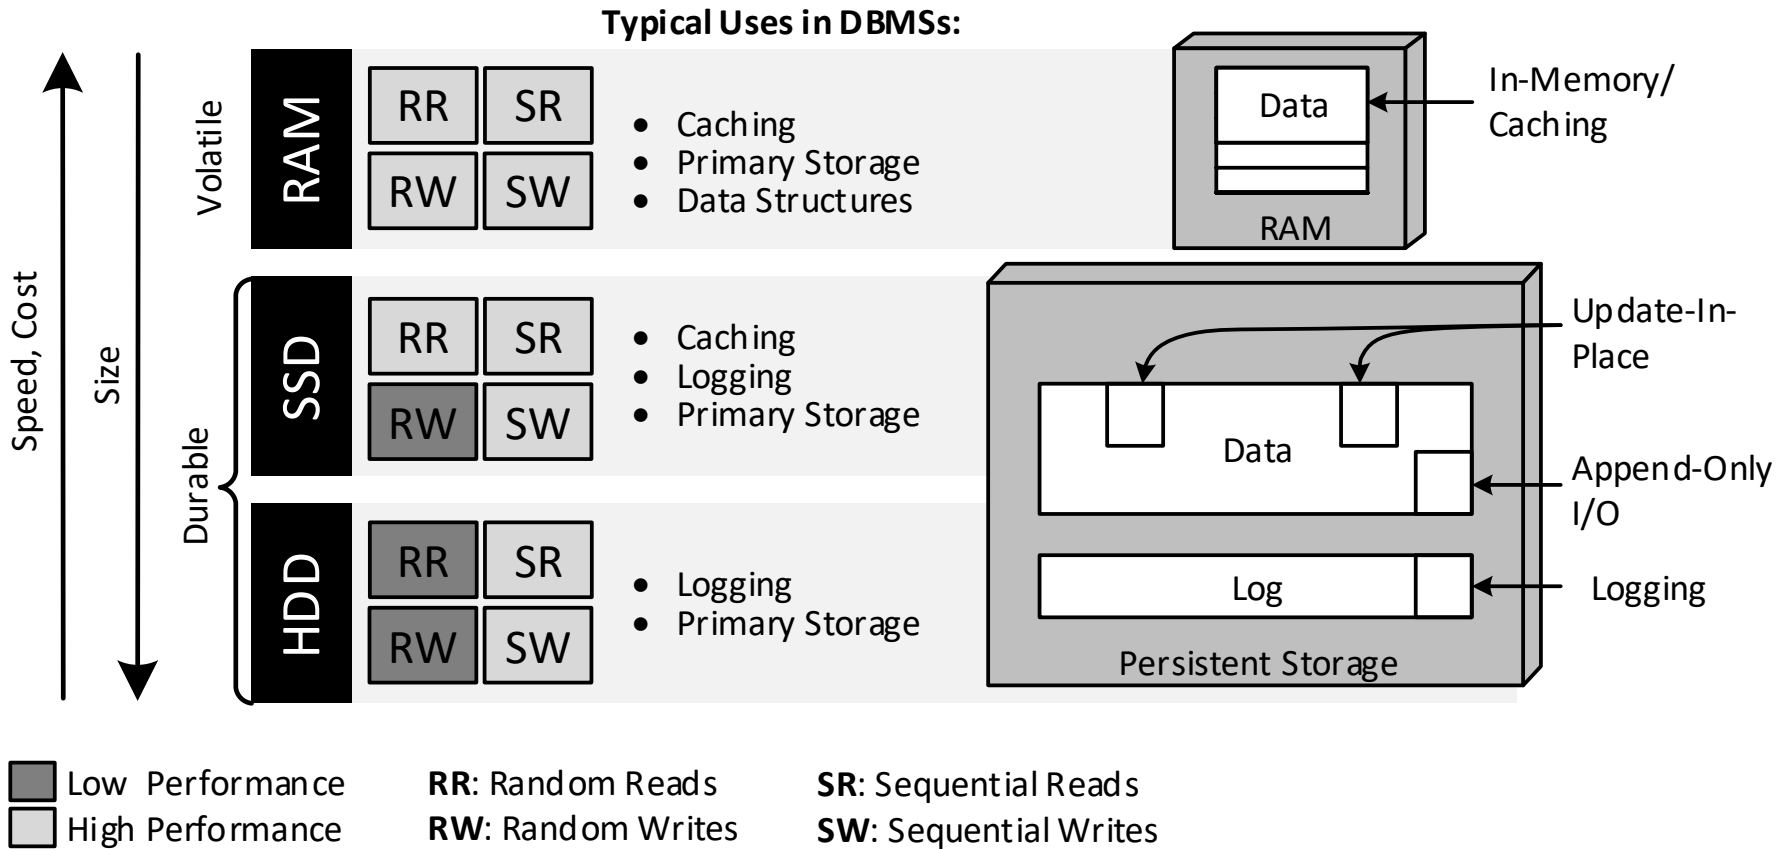 Typical Uses in DBMSs:
Speed, Cost
Size
Volatile
Durable
RAM
RR
SR
RW
SW
• Caching
• Primary Storage
• Data Structures
Data
RAM
In-Memory/
Caching
SSD
RR
SR
RW
SW
• Caching
• Logging
• Primary Storage
HDD
RR
SR
RW
SW
• Logging
• Primary Storage
Data
Log
Persistent Storage
Update-In-
Place
Append-Only
I/O
Logging
Low Performance
High Performance
RR: Random Reads
RW: Random Writes
SR: Sequential Reads
SW: Sequential Writes